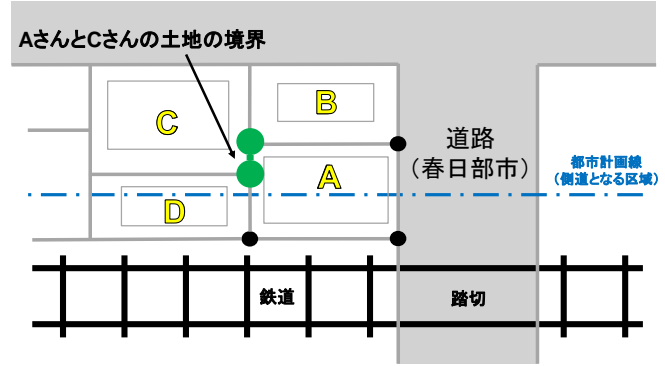 AさんとCさんの土地の境界
B
C
道路
(春日部市)
都市計画線
(側道となる区域)
A
D
鉄道
踏切